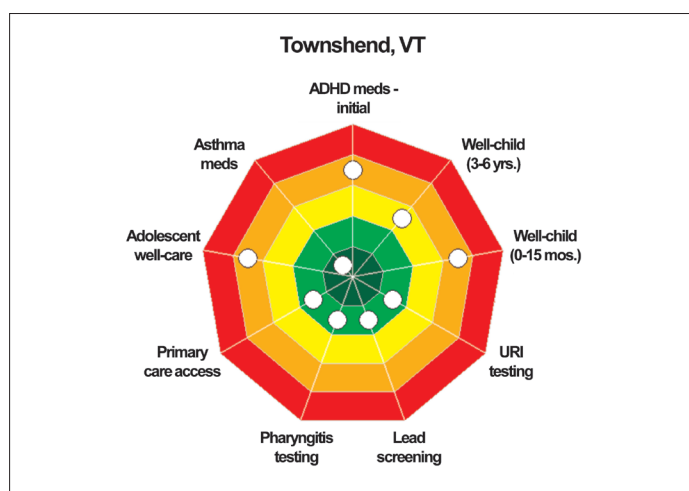 Townshend, VT
ADHD meds -
initial
Asthma
meds
Well-child
(3-6 yrs.)
Adolescent
well-care
Well-child
(0-15 mos.)
Primary
care access
URI
testing
Pharyngitis
testing
Lead
screening